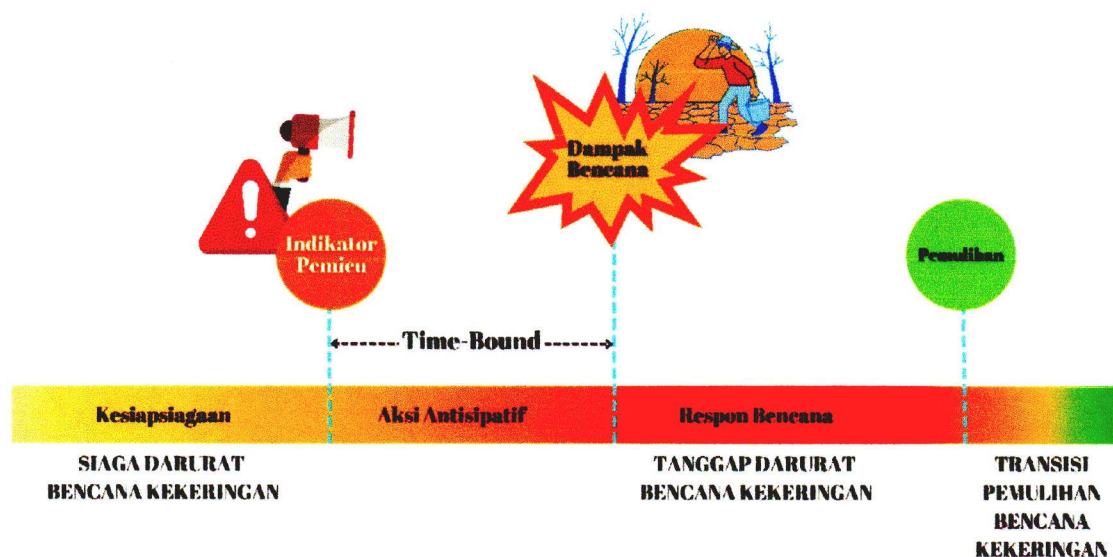 Dampak
Bencana
Indikator
Pemicu
Pemulihan
Time-Bound
Kesiapsiagaan
Aksi Antisipatif
Respon Bencana
SIAGA DARURAT
BENCANA KEKERINGAN
TANGGAP DARURAT
BENCANA KEKERINGAN
TRANSISI
PEMULIHAN
BENCANA
KEKERINGAN